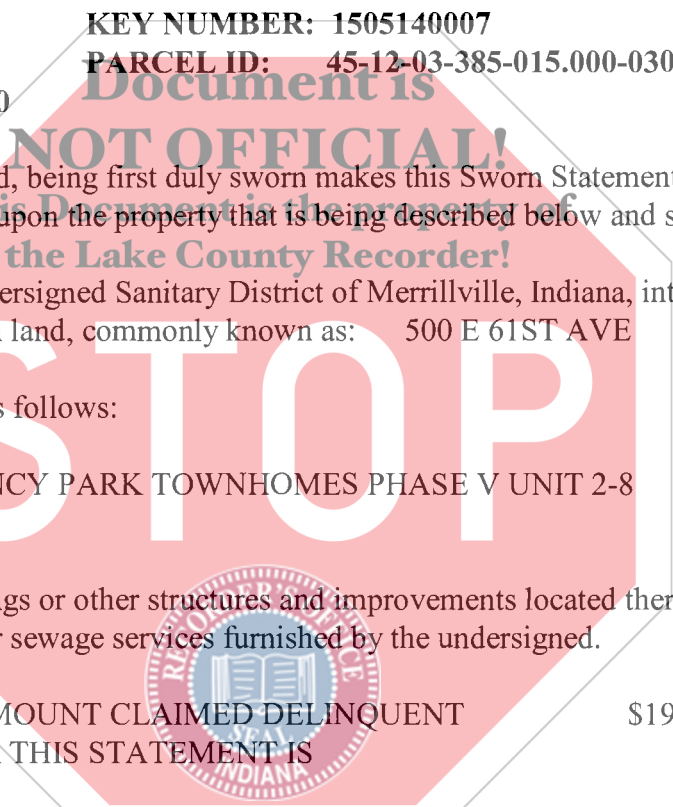 KEY NUMBER: 1505140007
PARCEL ID: 45-12-03-385-015.000-030
Document is
NOT OFFICIAL!
d, being first duly sworn makes this Sworn Statement
upon the property that is being described below and s
This Document is the property of
the Lake County Recorder!
ersigned Sanitary District of Merrillville, Indiana, int
land, commonly known as: 500 E 61ST AVE
STOP
s follows:
NCY PARK TOWNHOMES PHASE V UNIT 2-8
gs or other structures and improvements located ther
sewage services furnished by the undersigned.
RECORDER'S OFFICE
SEAL
INDIANA
MOUNT CLAIMED DELINQUENT $19
THIS STATEMENT IS